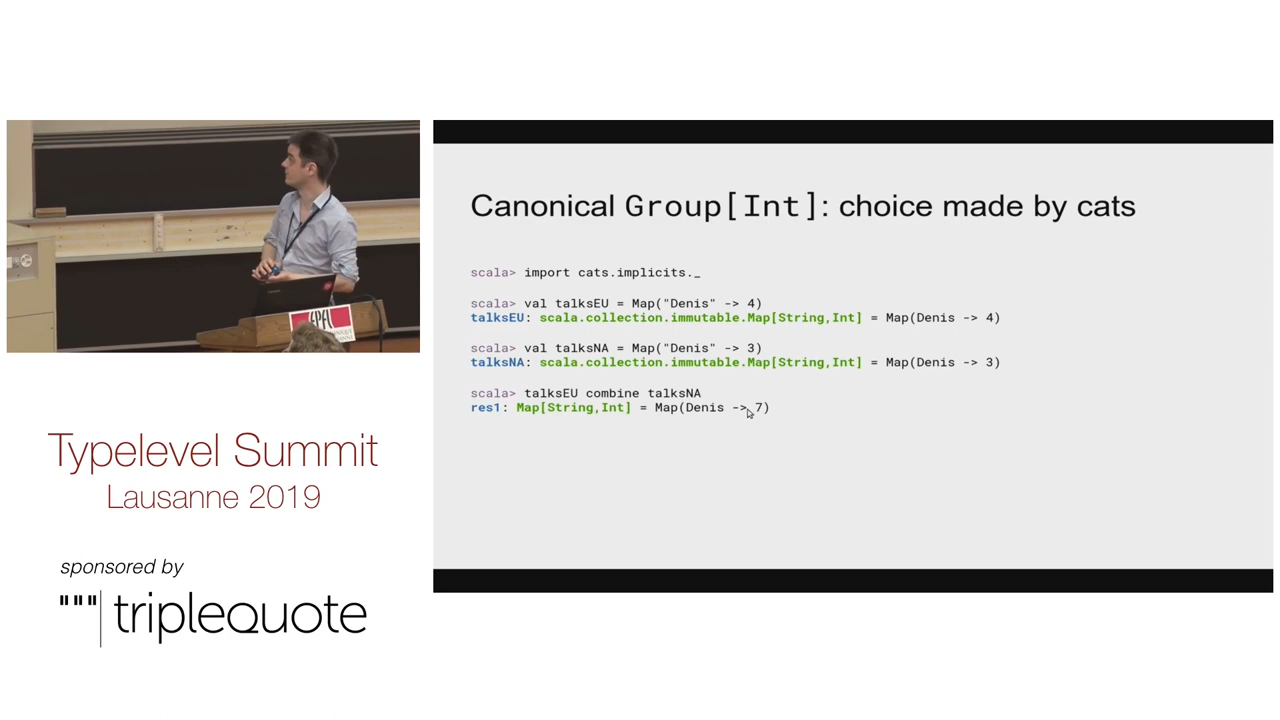 Canonical Group[Int]: choice made by cats
scala> import cats.implicits._
scala> val talksEU = Map("Denis" -> 4)
talksEU: scala.collection.immutable.Map[String,Int] = Map(Denis -> 4)
scala> val talksNA = Map("Denis" -> 3)
talksNA: scala.collection.immutable.Map[String,Int] = Map(Denis -> 3)
scala> talksEU combine talksNA
res1: Map[String,Int] = Map(Denis -> 7)
EPFL
Typelevel Summit
Lausanne 2019
sponsored by
"""|triplequote